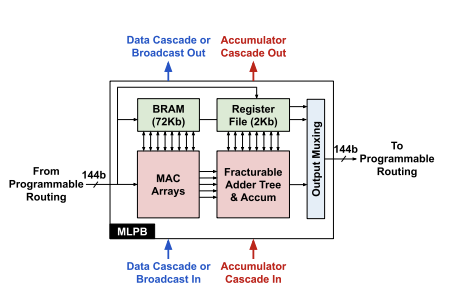 Data Cascade or
Broadcast Out
Accumulator
Cascade Out
BRAM
(72Kb)
Register
File (2Kb)
Output Muxing
144b
To
Programmable
Routing
From
Programmable
Routing
144b
MAC
Arrays
Fracturable
Adder Tree
& Accum
MLPB
Data Cascade or
Broadcast In
Accumulator
Cascade In